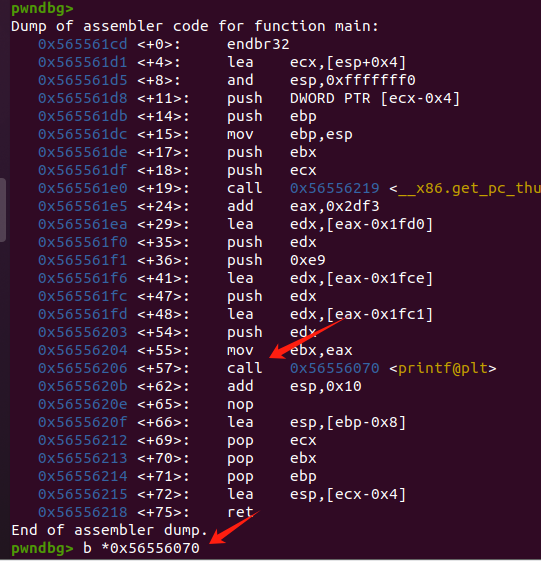 pwndbg>
Dump of assembler code for function main:
0x565561cd <+0>: endbr32
0x565561d1 <+4>: lea ecx,[esp+0x4]
0x565561d5 <+8>: and esp,0xfffffff0
0x565561d8 <+11>: push DWORD PTR [ecx-0x4]
0x565561db <+14>: push ebp
0x565561dc <+15>: mov ebp,esp
0x565561de <+17>: push ebx
0x565561df <+18>: push ecx
0x565561e0 <+19>: call 0x56556219 <__x86.get_pc_thu
0x565561e5 <+24>: add eax,0x2df3
0x565561ea <+29>: lea edx,[eax-0x1fd0]
0x565561f0 <+35>: push edx
0x565561f1 <+36>: push 0xe9
0x565561f6 <+41>: lea edx,[eax-0x1fce]
0x565561fc <+47>: push edx
0x565561fd <+48>: lea edx,[eax-0x1fc1]
0x56556203 <+54>: push edx
0x56556204 <+55>: mov ebx,eax
0x56556206 <+57>: call 0x56556070 <printf@plt>
0x5655620b <+62>: add esp,0x10
0x5655620e <+65>: nop
0x5655620f <+66>: lea esp,[ebp-0x8]
0x56556212 <+69>: pop ecx
0x56556213 <+70>: pop ebx
0x56556214 <+71>: pop ebp
0x56556215 <+72>: lea esp,[ecx-0x4]
0x56556218 <+75>: ret
End of assembler dump.
pwndbg> b *0x56556070